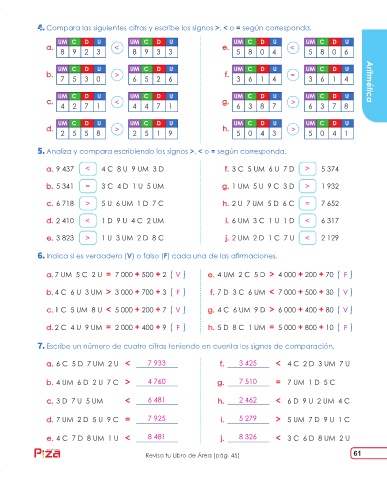 4. Compara las siguientes cifras y escribe los signos >, < o = según corresponda.
UM C D U UM C D U UM C D U UM C D U
a. 8 9 2 3 < 8 9 3 3 e. 5 8 0 4 < 5 8 0 6
UM C D U UM C D U UM C D U UM C D U
b. 7 5 3 0 > 6 5 2 6 f. 3 6 1 4 = 3 6 1 4
UM C D U UM C D U UM C D U UM C D U
c. 4 2 7 1 < 4 4 7 1 g. 6 3 8 7 > 6 3 7 8
UM C D U UM C D U UM C D U UM C D U
d. 2 5 5 8 > 2 5 1 9 h. 5 0 4 3 > 5 0 4 1
Aritmética
5. Analiza y compara escribiendo los signos >, < o = según corresponda.
a. 9 437 < 4 C 8 U 9 UM 3 D f. 3 C 5 UM 6 U 7 D > 5 374
b. 5 341 = 3 C 4 D 1 U 5 UM g. 1 UM 5 U 9 C 3 D > 1 932
c. 6 718 > 5 U 6 UM 1 D 7 C h. 2 U 7 UM 5 D 6 C = 7 652
d. 2 410 < 1 D 9 U 4 C 2 UM i. 6 UM 3 C 1 U 1 D < 6 317
e. 3 823 > 1 U 3 UM 2 D 8 C j. 2 UM 2 D 1 C 7 U < 2 129
6. Indica si es verdadero (V) o falso (F) cada una de las afirmaciones.
a. 7 UM 5 C 2 U = 7 000 + 500 + 2 ( V ) e. 4 UM 2 C 5 D > 4 000 + 200 + 70 ( F )
b. 4 C 6 U 3 UM > 3 000 + 700 + 3 ( F ) f. 7 D 3 C 6 UM < 7 000 + 500 + 30 ( V )
c. 1 C 5 UM 8 U < 5 000 + 200 + 7 ( V ) g. 4 C 6 UM 9 D > 6 000 + 400 + 80 ( V )
d. 2 C 4 U 9 UM = 2 000 + 400 + 9 ( F ) h. 5 D 8 C 1 UM = 5 000 + 800 + 10 ( F )
7. Escribe un número de cuatro cifras teniendo en cuenta los signos de comparación.
a. 6 C 5 D 7 UM 2 U < 7 933 f. 3 425 < 4 C 2 D 3 UM 7 U
b. 4 UM 6 D 2 U 7 C > 4 760 g. 7 510 = 7 UM 1 D 5 C
c. 3 D 7 U 5 UM < 6 481 h. 2 462 < 6 D 9 U 2 UM 4 C
d. 7 UM 2 D 5 U 9 C = 7 925 i. 5 279 > 5 UM 7 D 9 U 1 C
e. 4 C 7 D 8 UM 1 U < 8 481 j. 8 326 < 3 C 6 D 8 UM 2 U
Revisa tu Libro de Área (pág. 45)
61